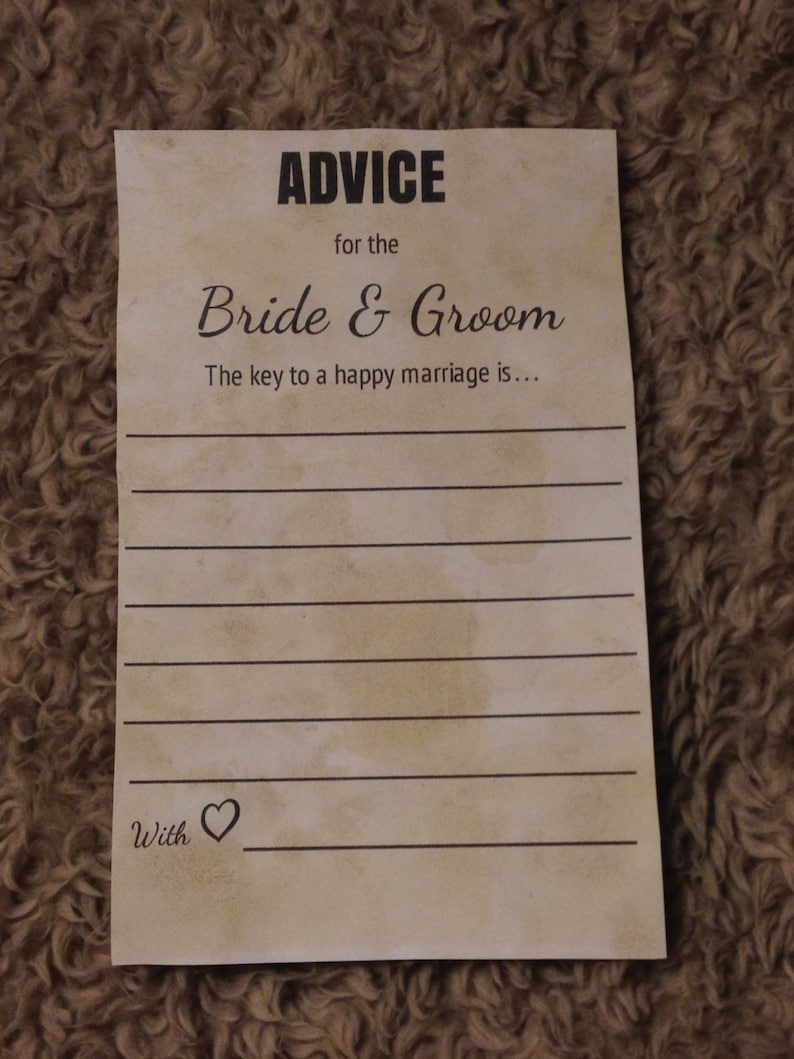 ADVICE
for the
Bride & Groom
The key to a happy marriage is...
With